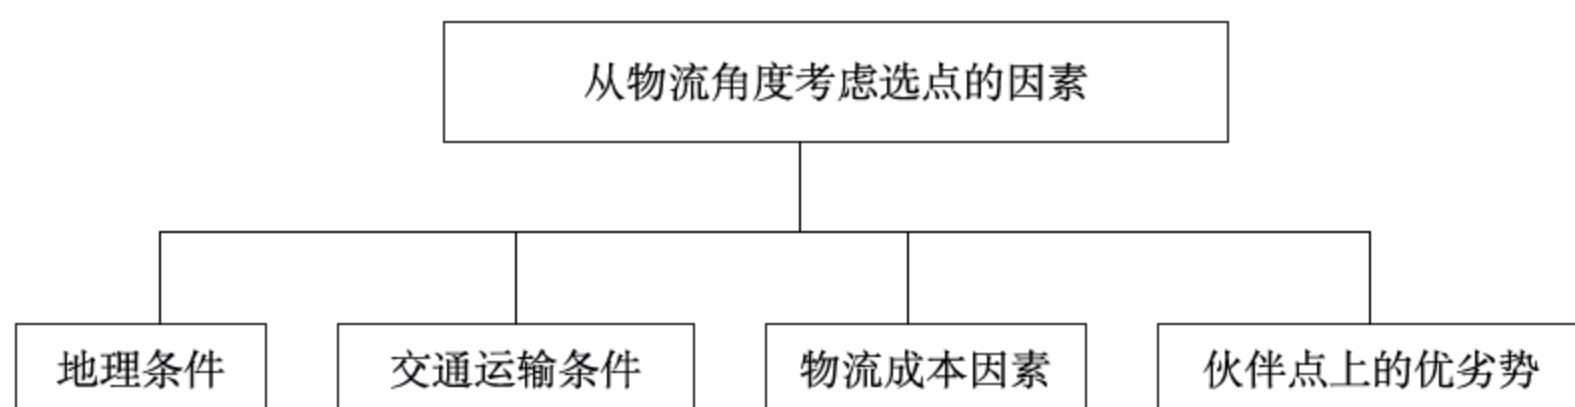 从物流角度考虑选点的因素
地理条件
交通运输条件
物流成本因素
伙伴点上的优劣势